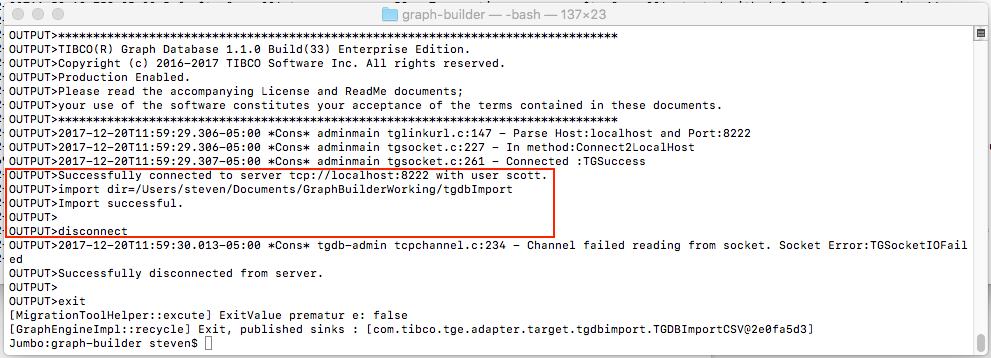 graph-builder — -bash — 137×23
OUTPUT>********************************************************************************
OUTPUT>TIBCO(R) Graph Database 1.1.0 Build(33) Enterprise Edition.
OUTPUT>Copyright (c) 2016-2017 TIBCO Software Inc. All rights reserved.
OUTPUT>Production Enabled.
OUTPUT>Please read the accompanying License and ReadMe documents;
OUTPUT>your use of the software constitutes your acceptance of the terms contained in these documents.
OUTPUT>********************************************************************************
OUTPUT>2017-12-20T11:59:29.306-05:00 *Cons* adminmain tglinkurl.c:147 – Parse Host:localhost and Port:8222
OUTPUT>2017-12-20T11:59:29.306-05:00 *Cons* adminmain tgsocket.c:227 – In method:Connect2LocalHost
OUTPUT>2017-12-20T11:59:29.307-05:00 *Cons* adminmain tgsocket.c:261 – Connected :TGSuccess
OUTPUT>Successfully connected to server tcp://localhost:8222 with user scott.
OUTPUT>import dir=/Users/steven/Documents/GraphBuilderWorking/tgdbImport
OUTPUT>Import successful.
OUTPUT>
OUTPUT>disconnect
OUTPUT>2017-12-20T11:59:30.013-05:00 *Cons* tgdb-admin tcpchannel.c:234 – Channel failed reading from socket. Socket Error:TGSocketIOFail
ed
OUTPUT>Successfully disconnected from server.
OUTPUT>
OUTPUT>exit
[MigrationToolHelper::excute] ExitValue prematur e: false
[GraphEngineImpl::recycle] Exit, published sinks : [com.tibco.tge.adapter.target.tgdbimport.TGDBImportCSV@2e0fa5d3]
Jumbo:graph-builder steven$